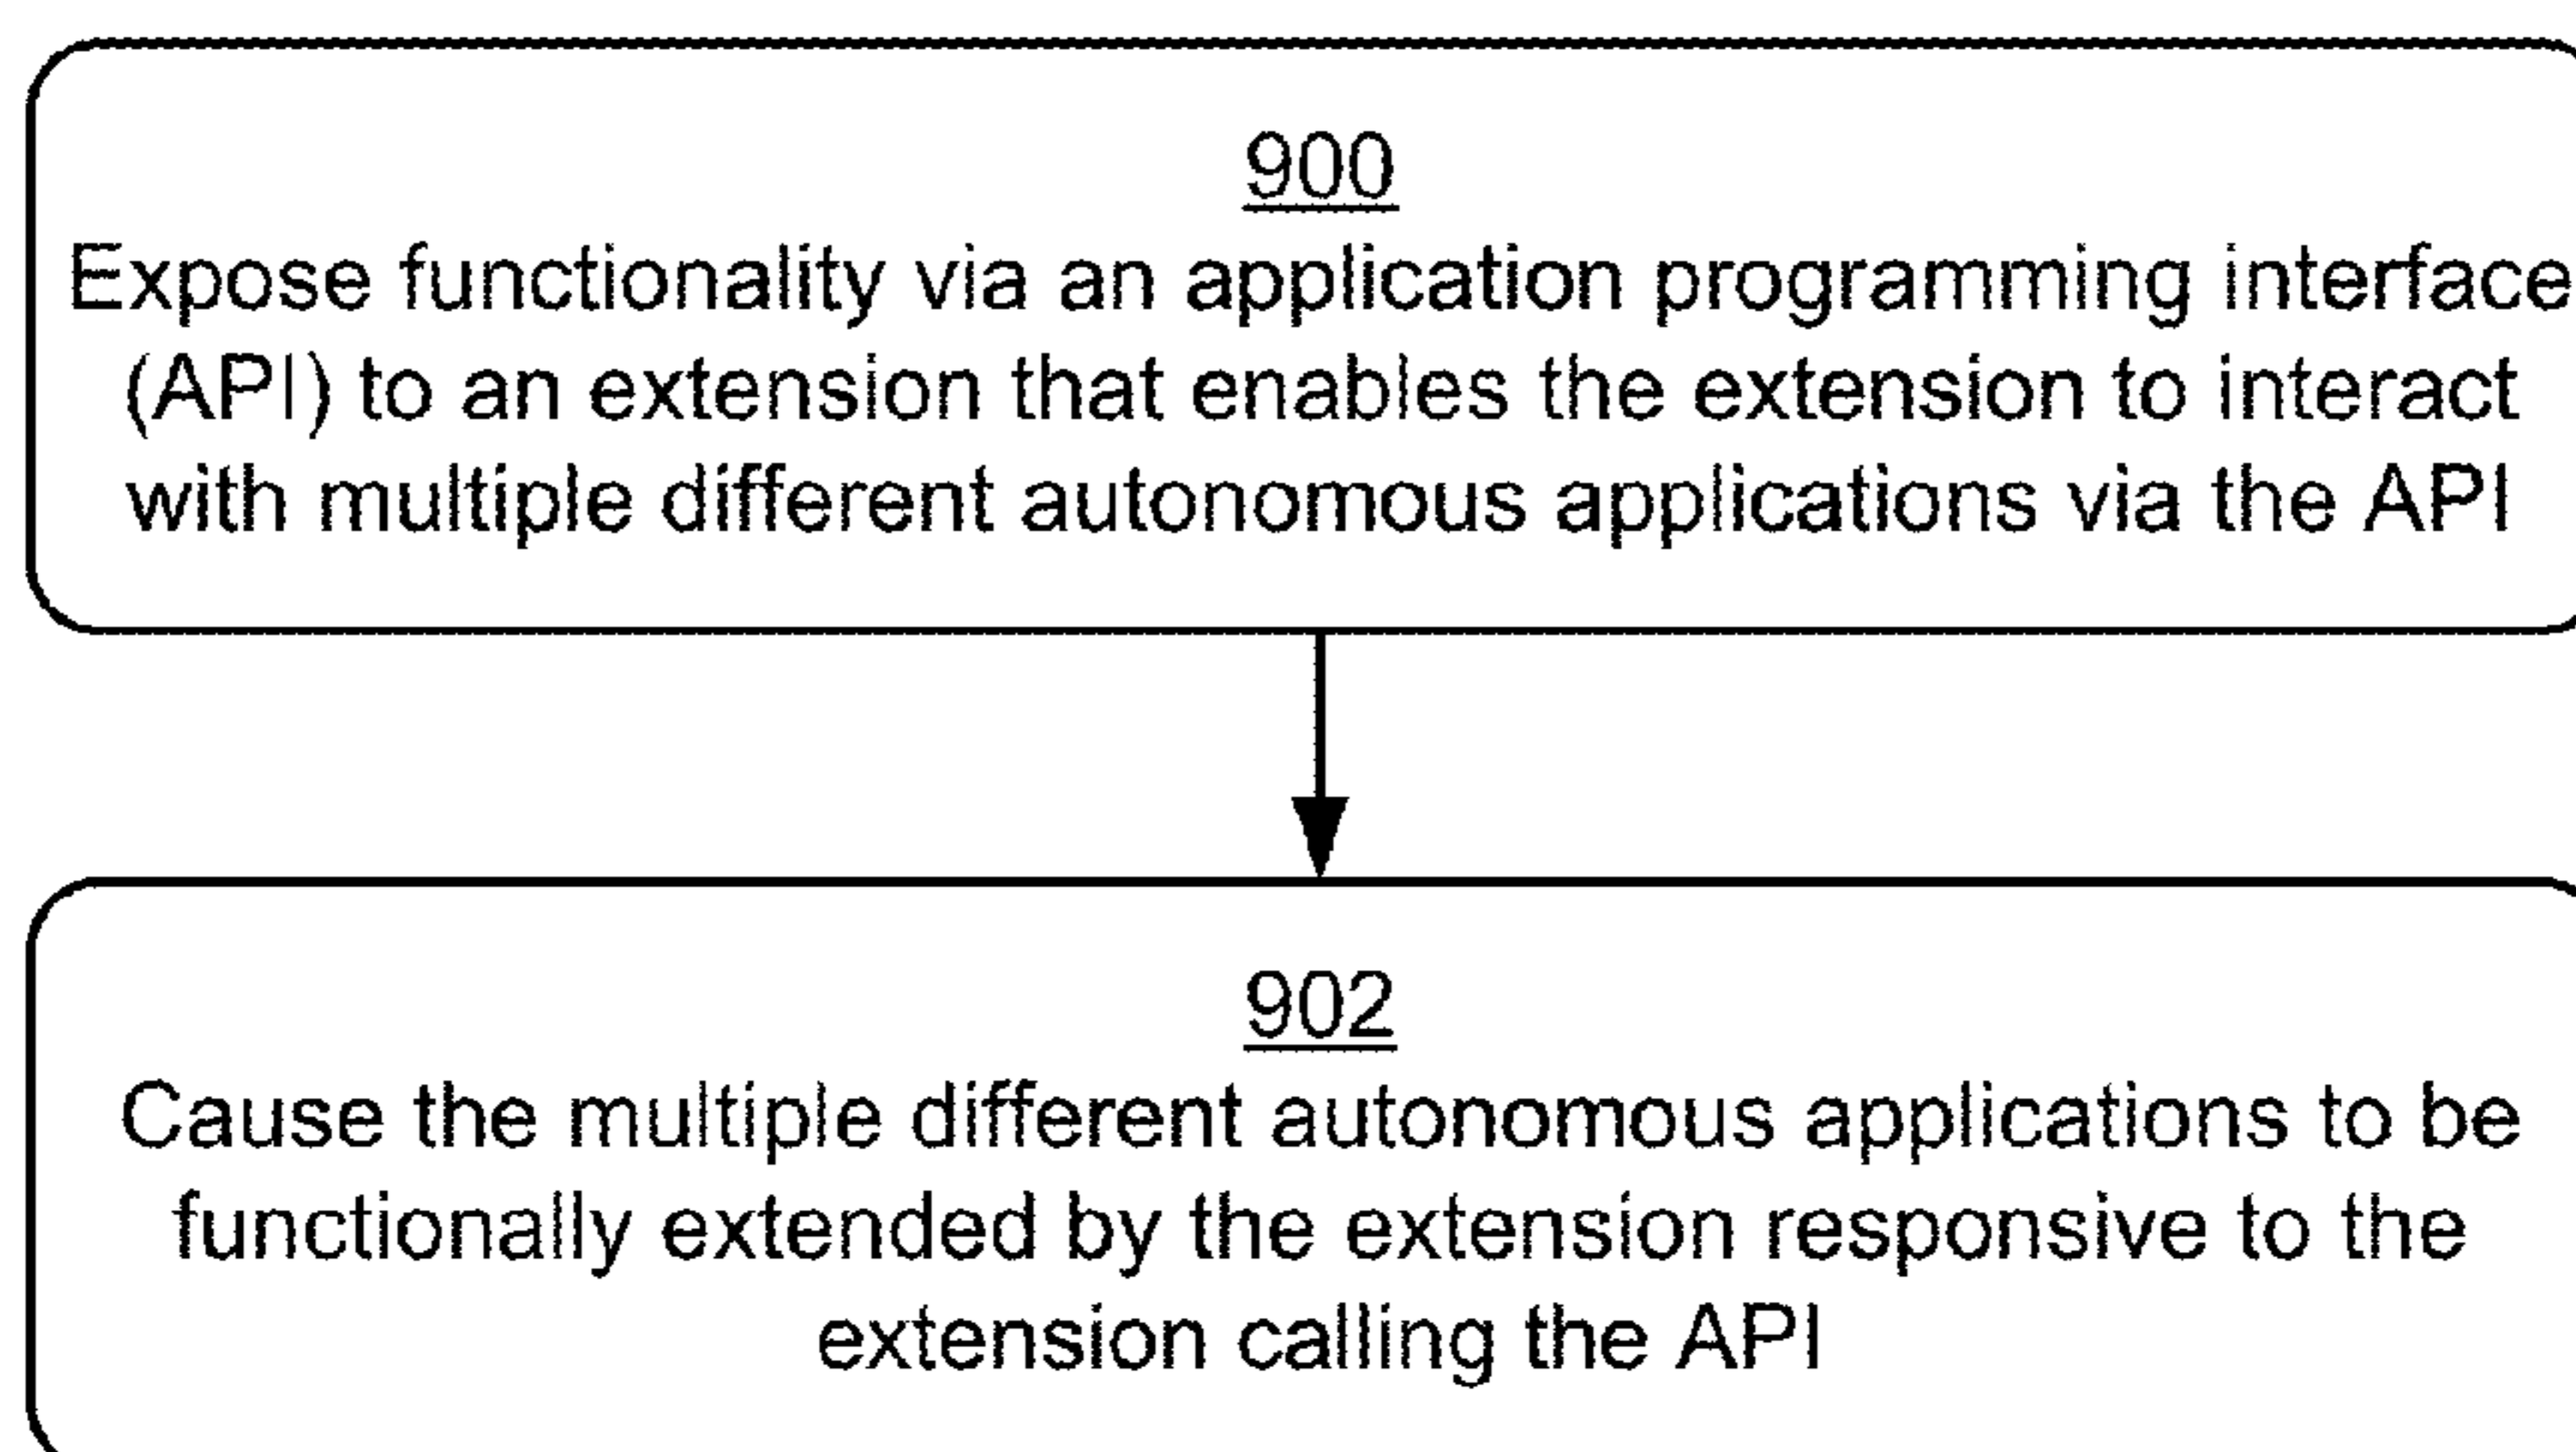 900
Expose functionality via an application programming interface
(API) to an extension that enables the extension to interact
with multiple different autonomous applications via the API
902
Cause the multiple different autonomous applications to be
functionally extended by the extension responsive to the
extension calling the API